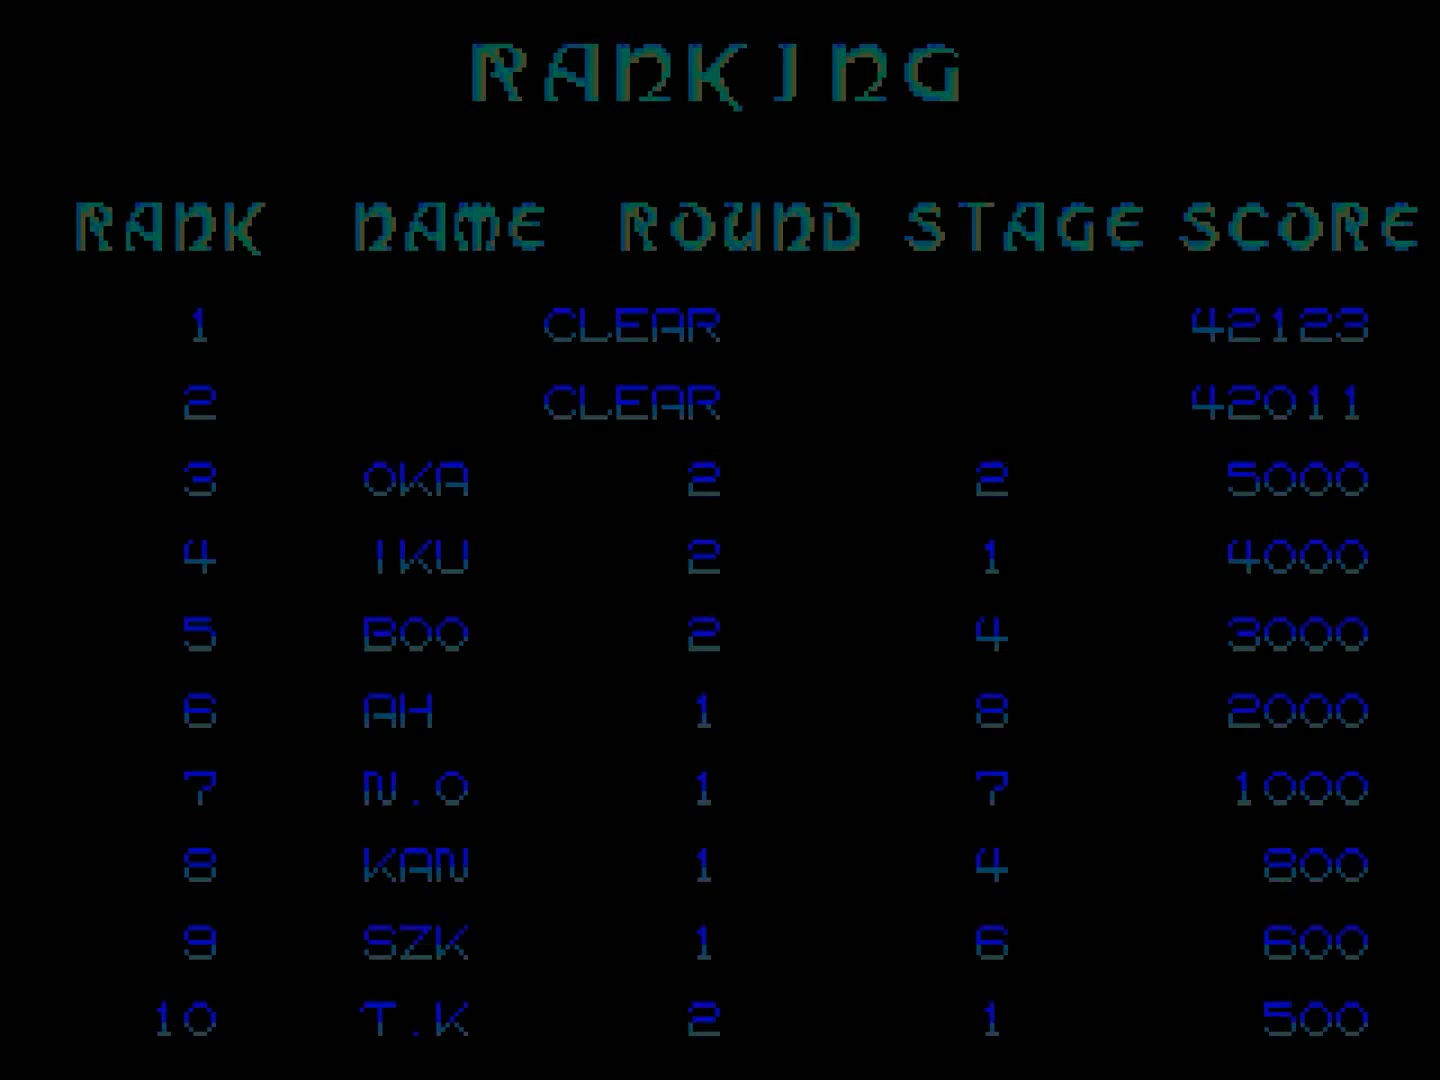 RANKING
RANK NAME ROUND STAGE SCORE
1 CLEAR 42123
2 CLEAR 42011
3 OKA 2 2 5000
4 IKU 2 1 4000
5 BOO 2 4 3000
6 AH 1 8 2000
7 N.O 1 7 1000
8 KAN 1 4 800
9 SZK 1 6 600
10 T.K 2 1 500